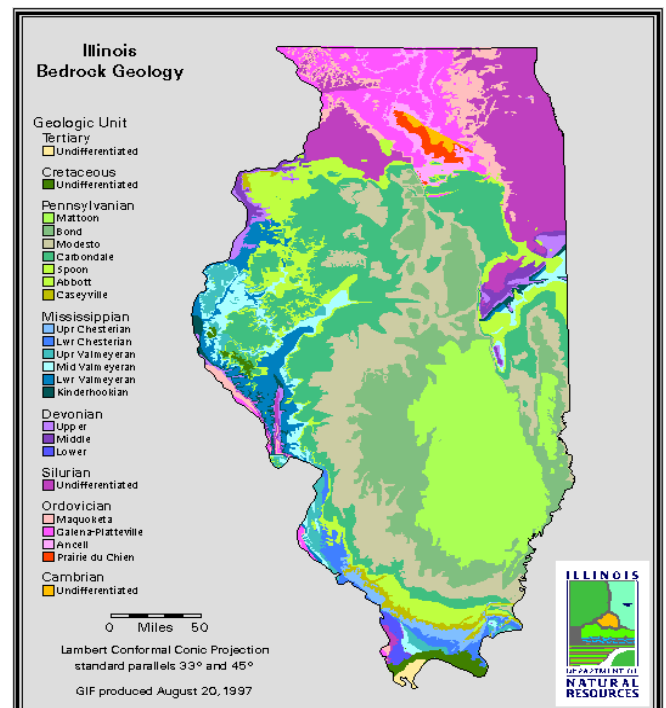 Illinois
Bedrock Geology
Geologic Unit
Tertiary
Undifferentiated
Cretaceous
Undifferentiated
Pennsylvanian
Mattoon
Bond
Modesto
Carbondale
Spoon
Abbott
Caseyville
Mississippian
Upr Chesterian
Lwr Chesterian
Upr Valmeyeran
Mid Valmeyeran
Lwr Valmeyeran
Kinderhookian
Devonian
Upper
Middle
Lower
Silurian
Undifferentiated
Ordovician
Maquoketa
Galena-Platteville
Ancell
Prairie du Chien
Cambrian
Undifferentiated
0 Miles 50
Lambert Conformal Conic Projection
standard parallels 33° and 45°
GIF produced August 20, 1997
ILLINOIS
DEPARTMENT OF
NATURAL
RESOURCES